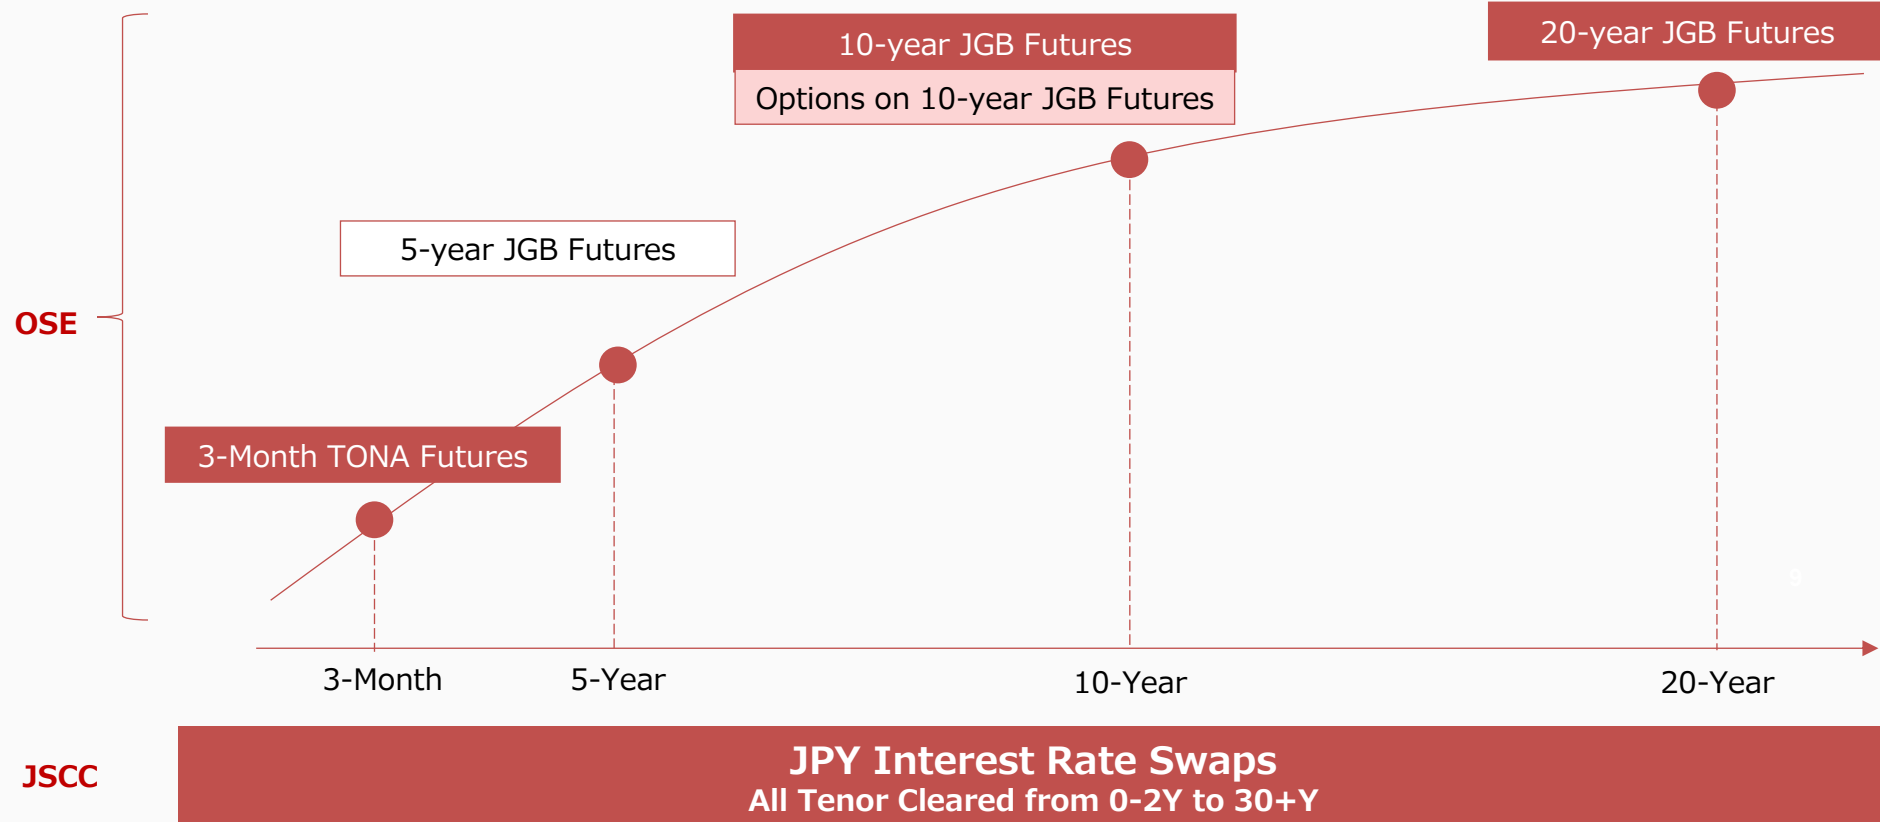 10-year JGB Futures
20-year JGB Futures
Options on 10-year JGB Futures
5-year JGB Futures
OSE
3-Month TONA Futures
9
3-Month
5-Year
10-Year
20-Year
JSCC
JPY Interest Rate Swaps
All Tenor Cleared from 0-2Y to 30+Y